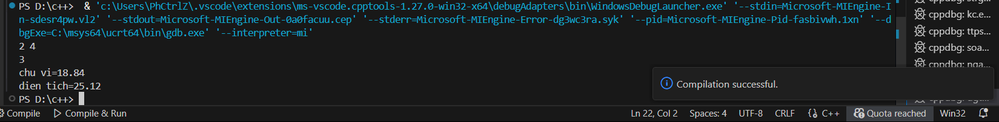 PS D:\c++>  & 'c:\Users\PhCtrlZ\.vscode\extensions\ms-vscode.cpptools-1.27.0-win32-x64\debugAdapters\bin\WindowsDebugLauncher.exe' '--stdin=Microsoft-MIEngine-I
n-sdesr4pw.vl2' '--stdout=Microsoft-MIEngine-Out-0a0facuu.cep' '--stderr=Microsoft-MIEngine-Error-dg3wc3ra.syk' '--pid=Microsoft-MIEngine-Pid-fasbivwh.1xn' '--d
bgExe=C:\msys64\ucrt64\bin\gdb.exe' '--interpreter=mi'
2 4
3
chu vi=18.84
dien tich=25.12
PS D:\c++>
cppdbg: kc.e...
cppdbg: ttps...
cppdbg: soa...
cppdbg: nga...
Compilation successful.
Compile
Compile & Run
Ln 22, Col 2
Spaces: 4
UTF-8
CRLF
C++
Quota reached
Win32